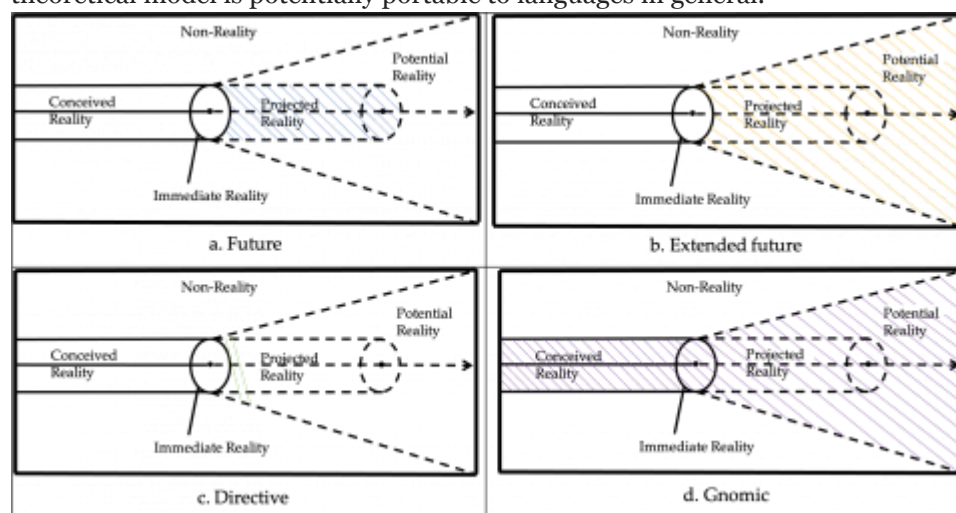 theoretical model is potentially portable to languages in general.
Non-Reality
Potential
Reality
Conceived
Reality
Projected
Reality
Immediate Reality
a. Future
Non-Reality
Potential
Reality
Conceived
Reality
Projected
Reality
Immediate Reality
b. Extended future
Non-Reality
Potential
Reality
Conceived
Reality
Projected
Reality
Immediate Reality
c. Directive
Non-Reality
Potential
Reality
Conceived
Reality
Projected
Reality
Immediate Reality
d. Gnomic